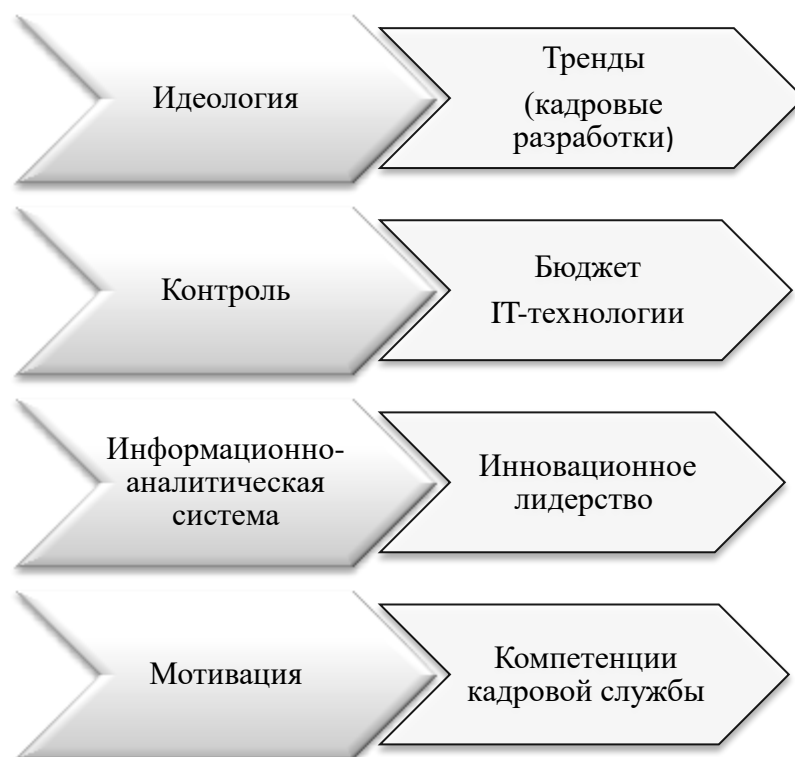 Идеология
Тренды
(кадровые
разработки)
Контроль
Бюджет
IT-технологии
Информационно-
аналитическая
система
Инновационное
лидерство
Мотивация
Компетенции
кадровой службы